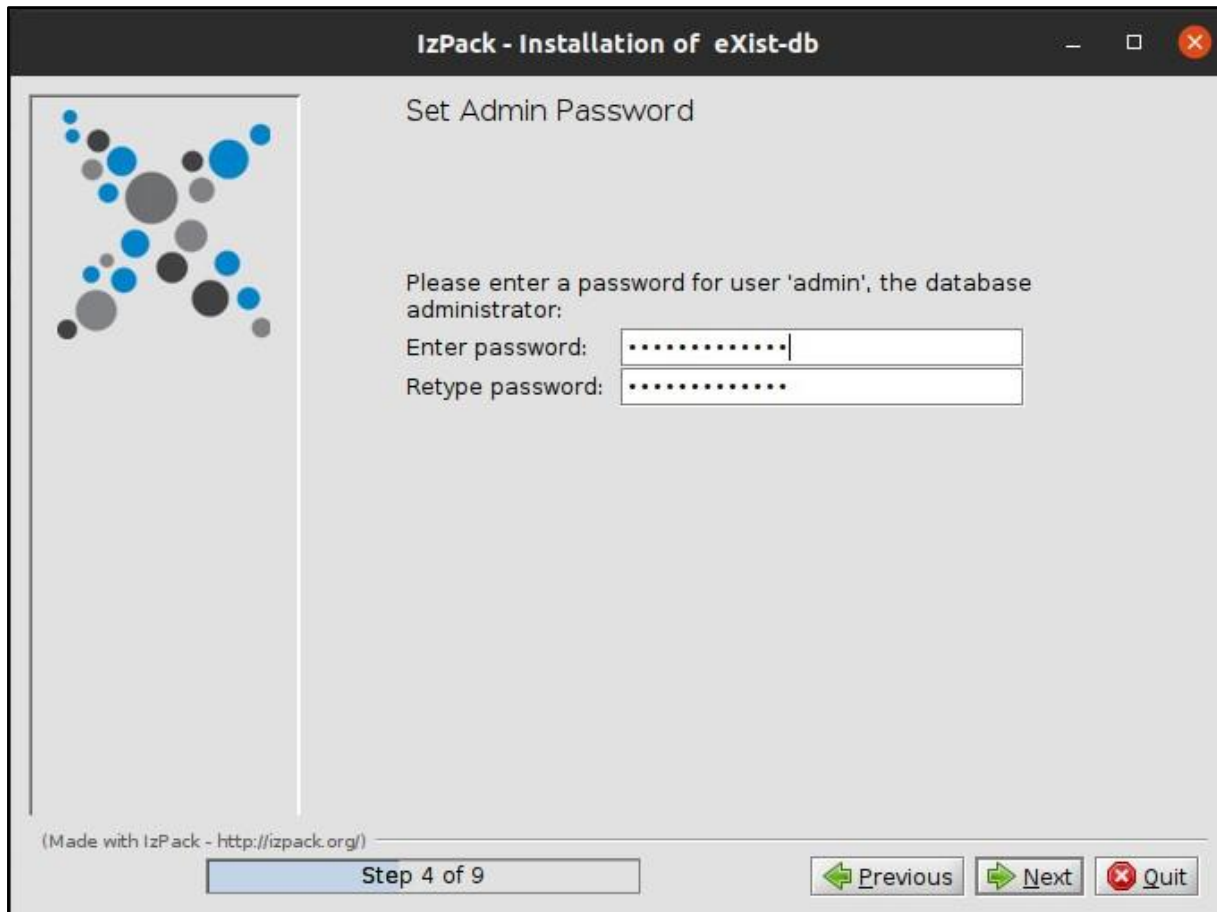 IzPack - Installation of eXist-db
Set Admin Password
Please enter a password for user 'admin', the database
administrator:
Enter password: •••••••••••••
Retype password: •••••••••••••
(Made with IzPack - http://izpack.org/)
Step 4 of 9
Previous
Next
Quit